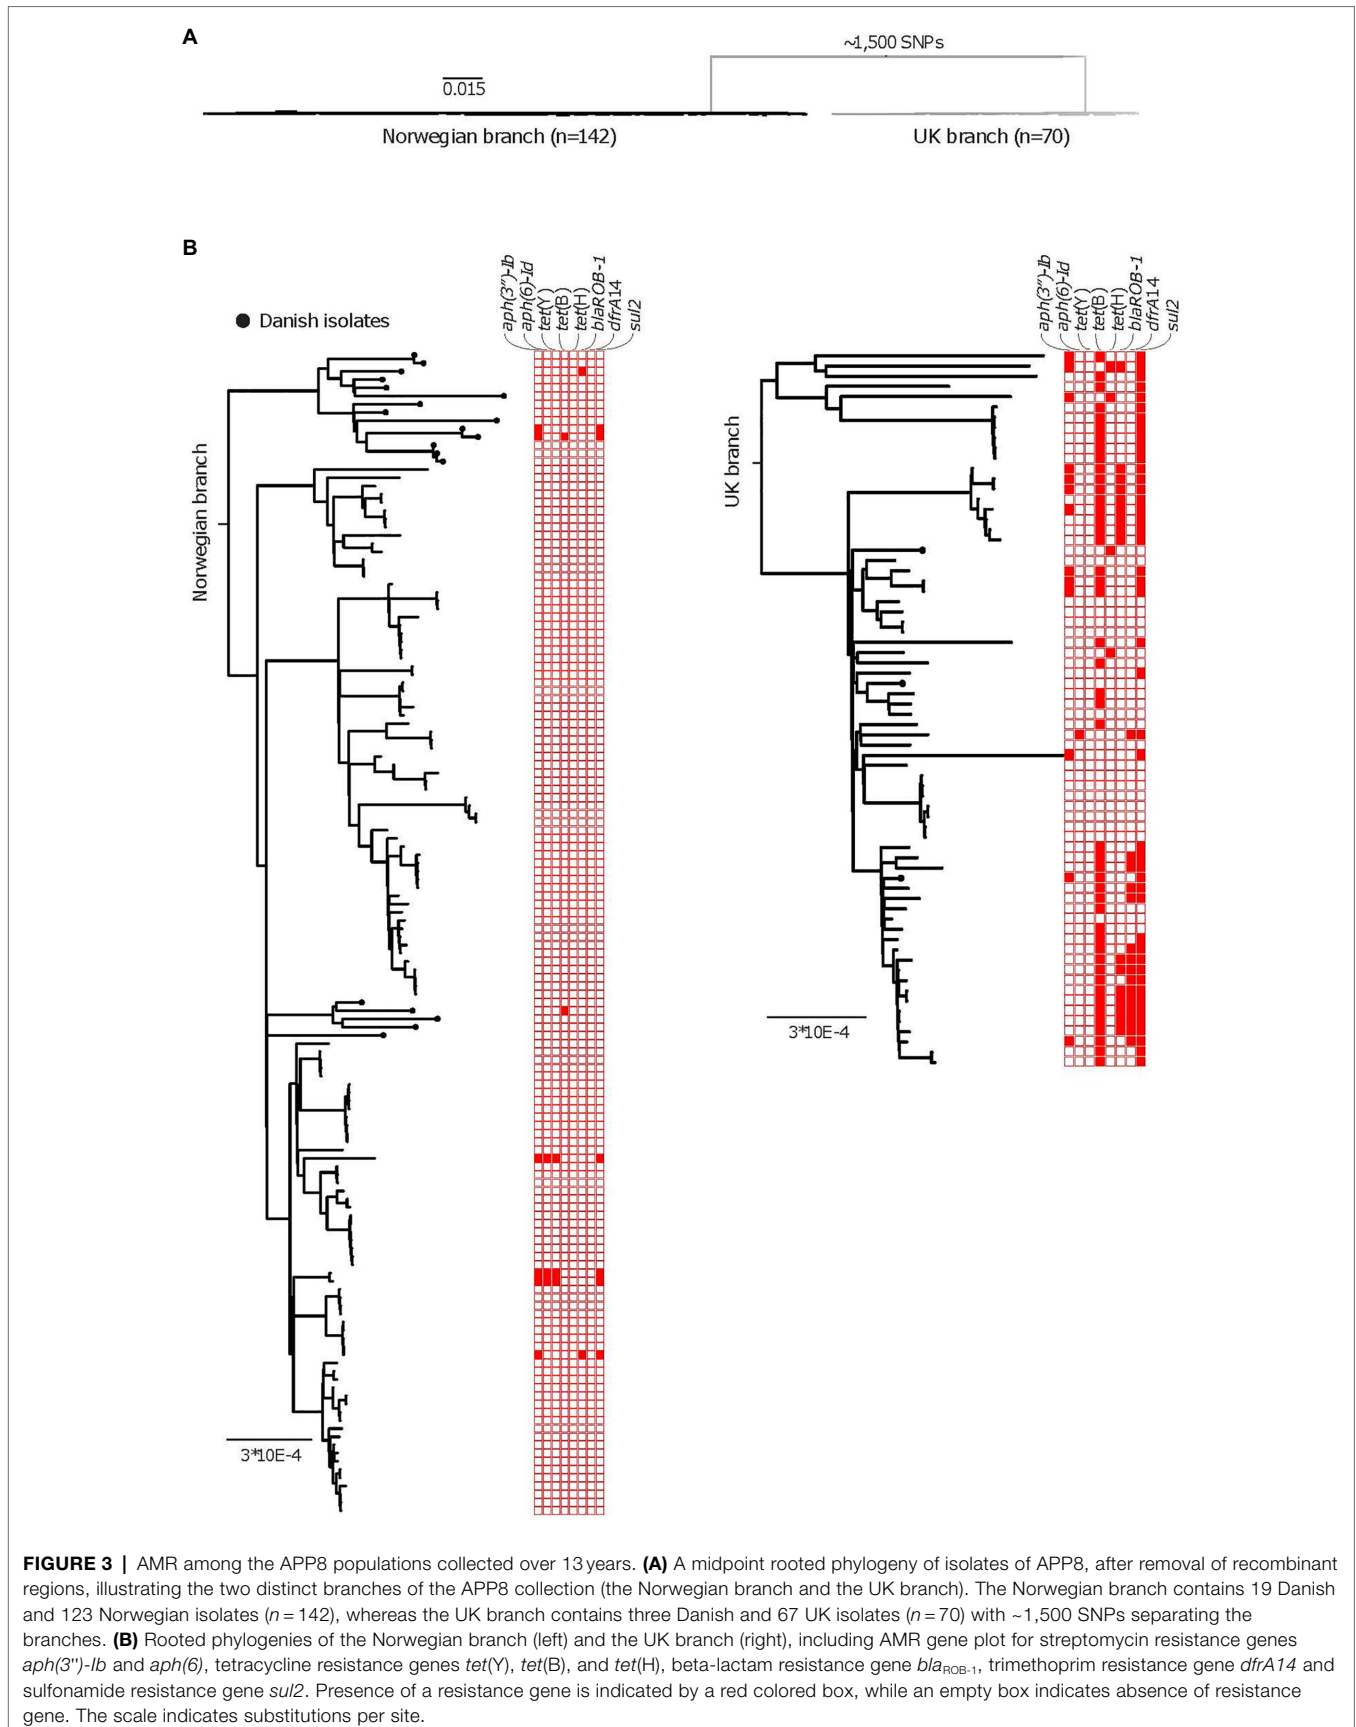 A
~1,500 SNPs
0.015
Norwegian branch (n=142)
UK branch (n=70)
B
Danish isolates
aph(3″)-Ib
aph(6)-Id
tet(Y)
tet(B)
tet(H)
blaROB-1
dfrA14
sul2
Norwegian branch
3*10E-4
aph(3″)-Ib
aph(6)-Id
tet(Y)
tet(B)
tet(H)
blaROB-1
dfrA14
sul2
UK branch
3*10E-4
FIGURE 3 | AMR among the APP8 populations collected over 13 years. (A) A midpoint rooted phylogeny of isolates of APP8, after removal of recombinant
regions, illustrating the two distinct branches of the APP8 collection (the Norwegian branch and the UK branch). The Norwegian branch contains 19 Danish
and 123 Norwegian isolates (n = 142), whereas the UK branch contains three Danish and 67 UK isolates (n = 70) with ~1,500 SNPs separating the
branches. (B) Rooted phylogenies of the Norwegian branch (left) and the UK branch (right), including AMR gene plot for streptomycin resistance genes
aph(3'')-Ib and aph(6), tetracycline resistance genes tet(Y), tet(B), and tet(H), beta-lactam resistance gene blaROB-1, trimethoprim resistance gene dfrA14 and
sulfonamide resistance gene sul2. Presence of a resistance gene is indicated by a red colored box, while an empty box indicates absence of resistance
gene. The scale indicates substitutions per site.